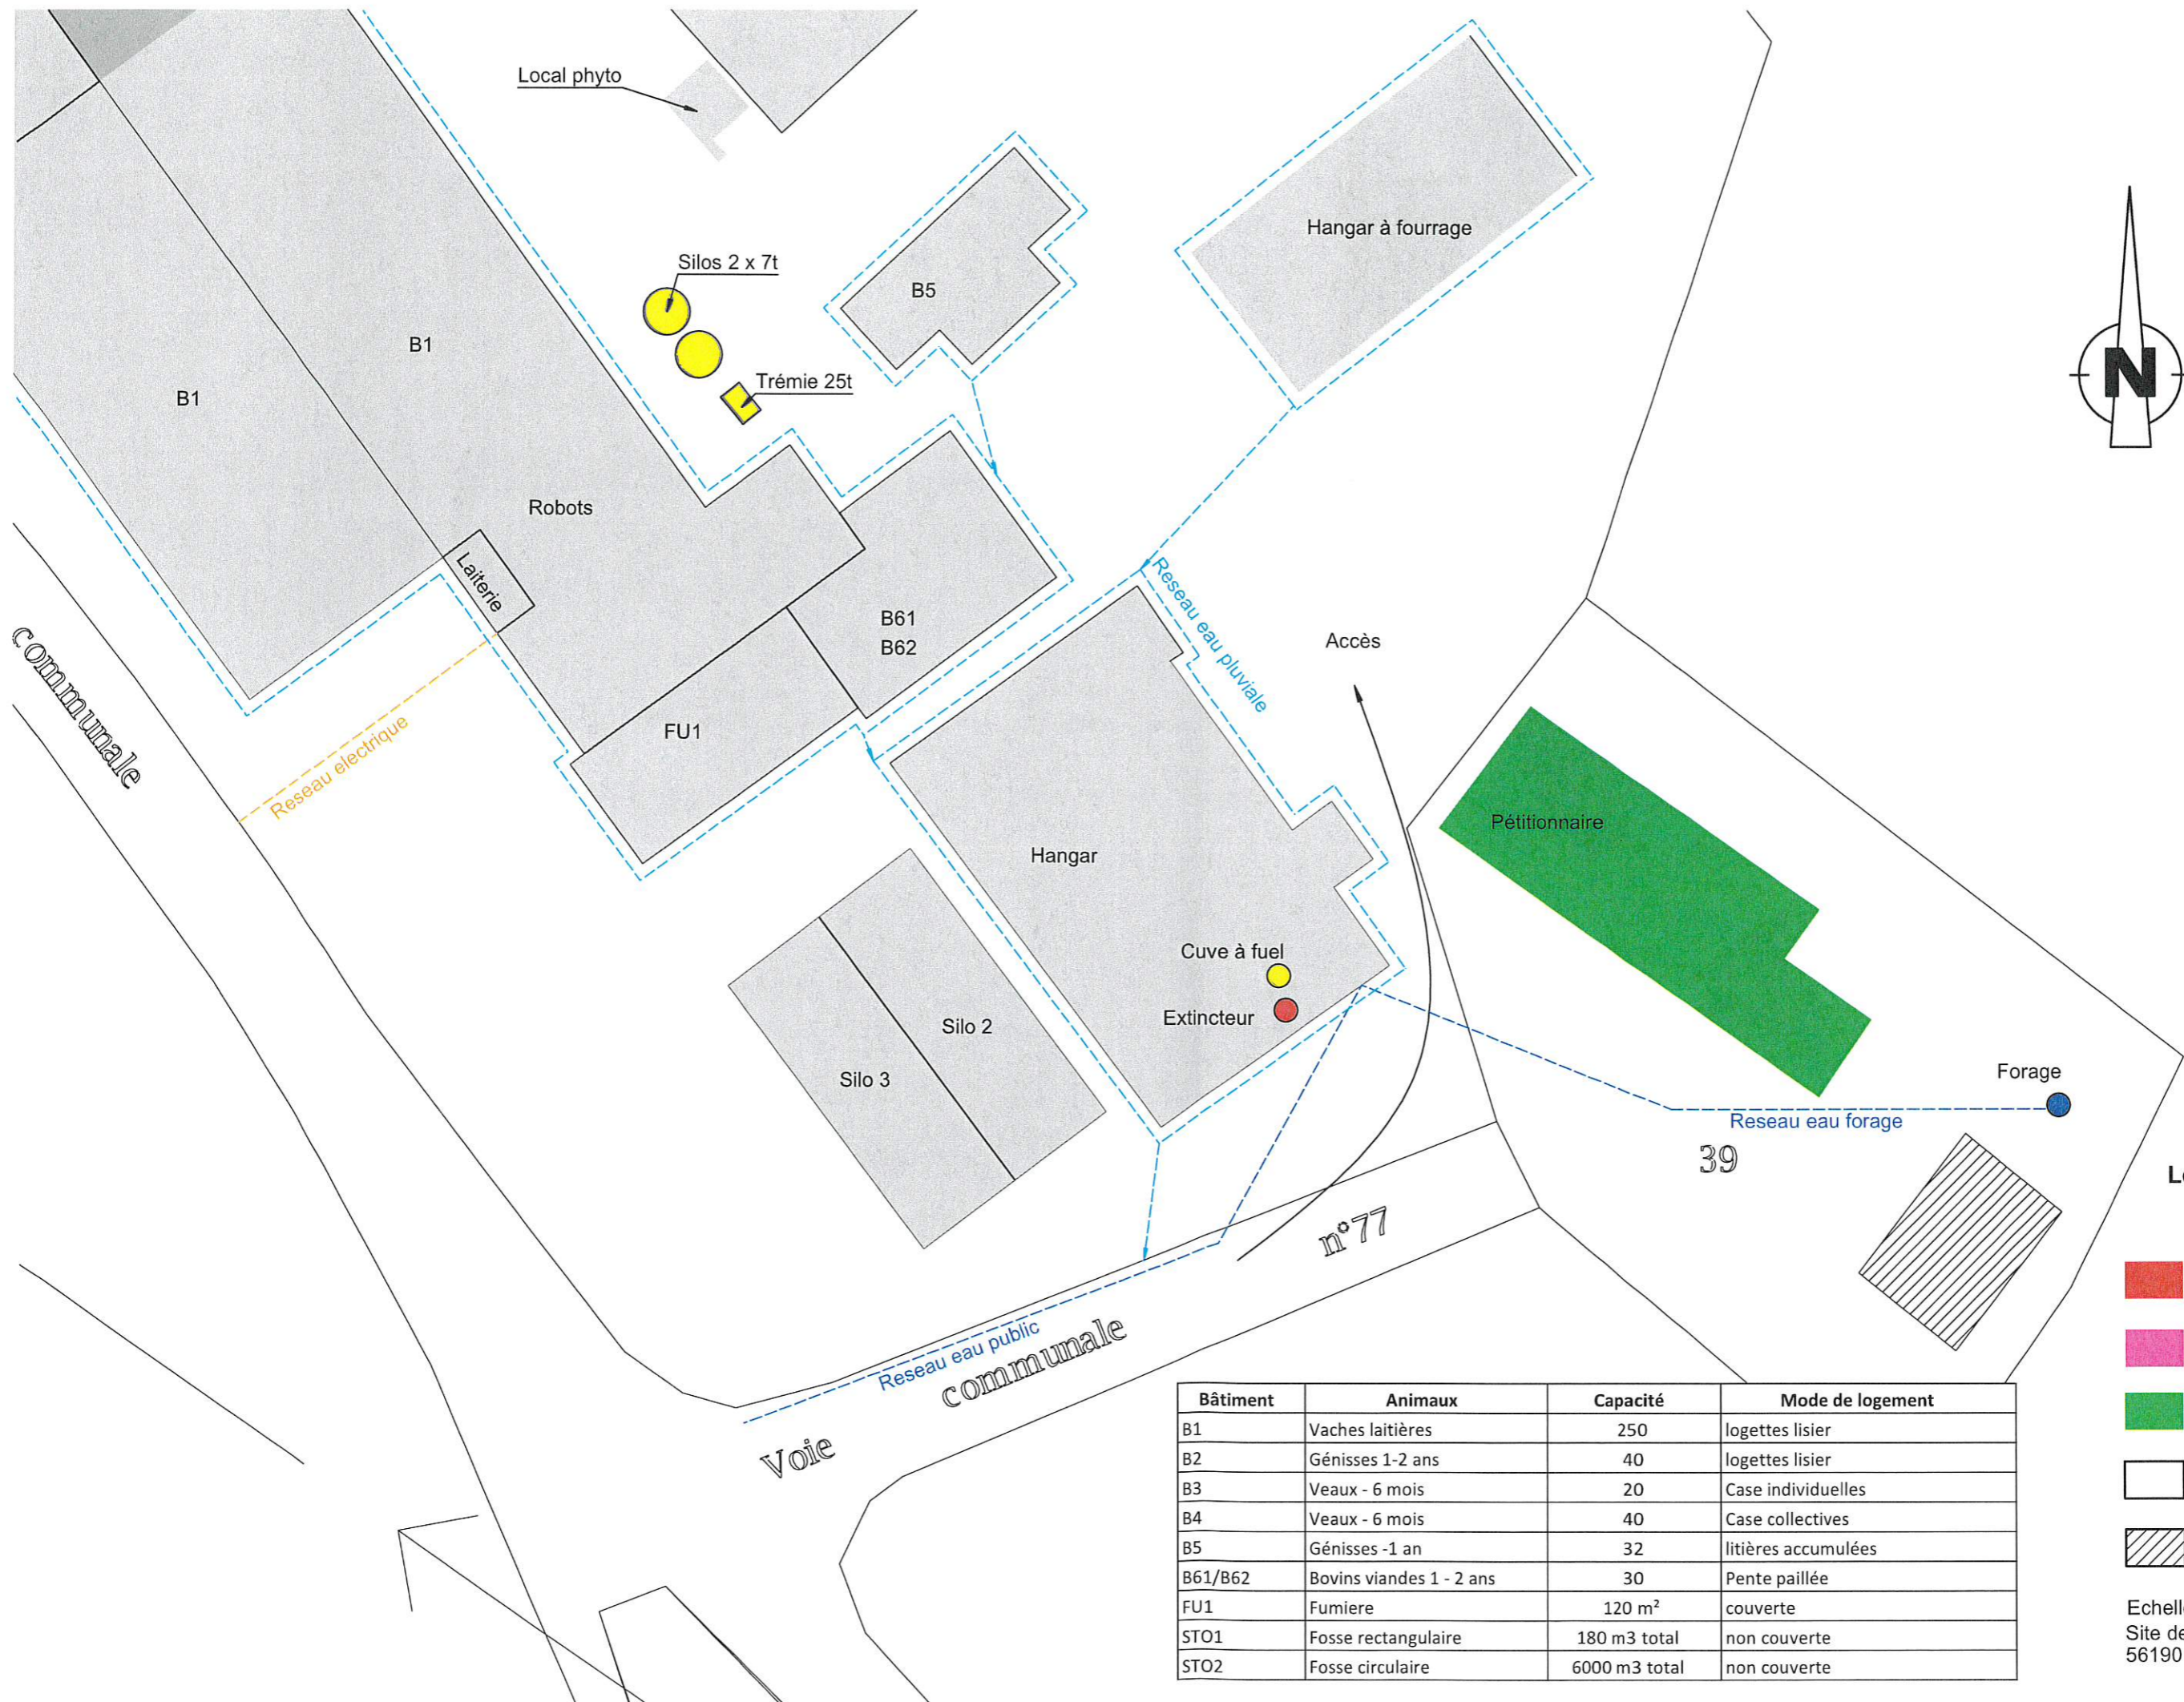 Local phyto
Hangar à fourrage
Silos 2 x 7t
B5
B1
Trémie 25t
B1
N
Robots
Laiterie
B61
B62
Reseau eau pluviale
Accès
communale
FU1
Reseau electrique
Pétitionnaire
Hangar
Cuve à fuel
Extincteur
Silo 2
Silo 3
Forage
Reseau eau forage
39
n°77
Reseau eau public
communale
Voie
Bâtiment Animaux Capacité Mode de logement
B1 Vaches laitières 250 logettes lisier
B2 Génisses 1-2 ans 40 logettes lisier
B3 Veaux - 6 mois 20 Case individuelles
B4 Veaux - 6 mois 40 Case collectives
B5 Génisses -1 an 32 litières accumulées
B61/B62 Bovins viandes 1 - 2 ans 30 Pente paillée
FU1 Fumiere 120 m² couverte
STO1 Fosse rectangulaire 180 m3 total non couverte
STO2 Fosse circulaire 6000 m3 total non couverte
Site de
56190